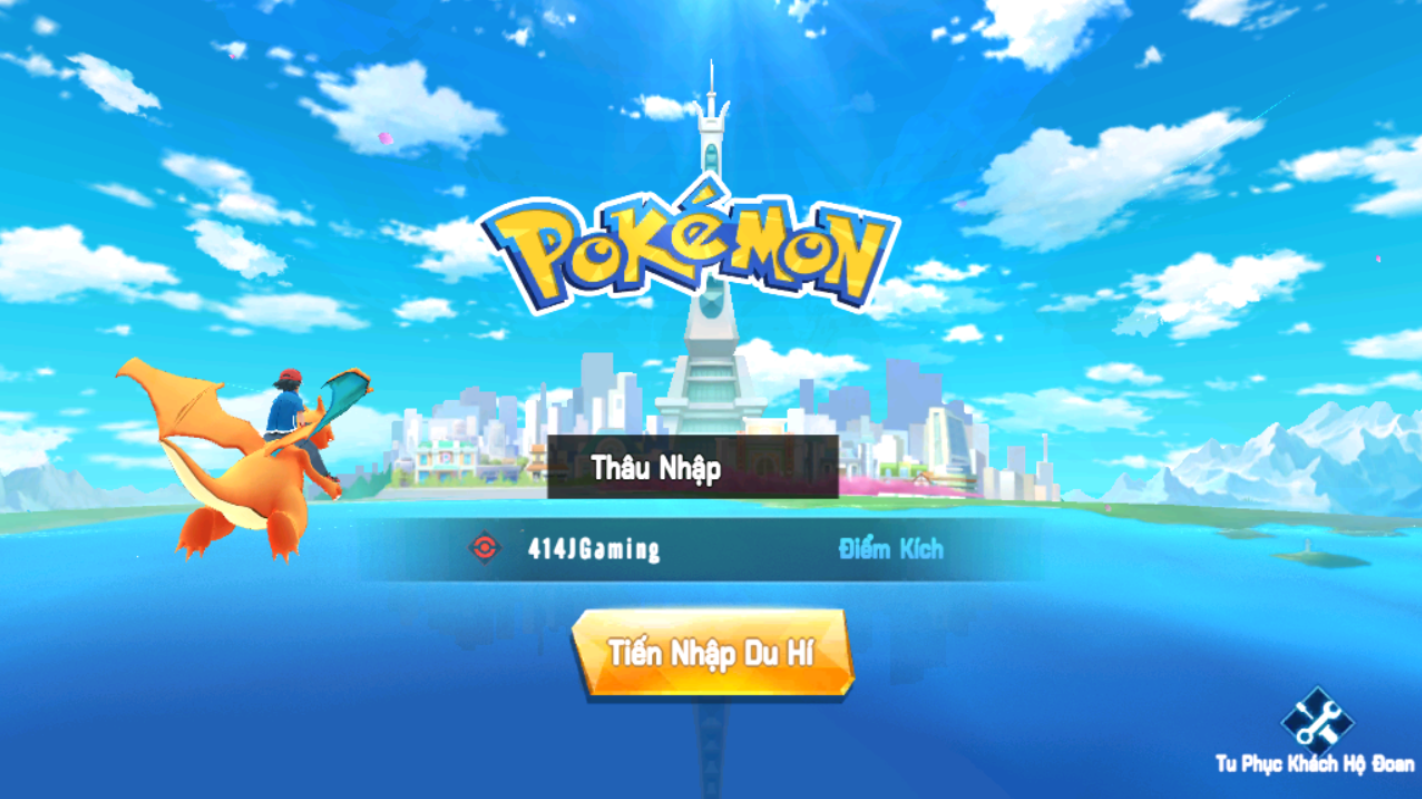 POKéMON
Thâu Nhập
414JGaming
Điểm Kích
Tiến Nhập Du Hí
Tu Phục Khách Hộ Đoan